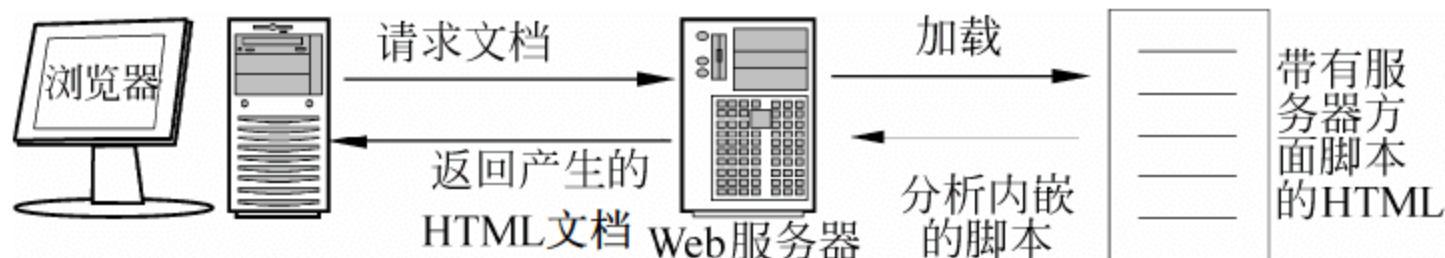 浏览器
请求文档
返回产生的
HTML文档
Web服务器
加载
分析内嵌
的脚本
带有服
务器方
面脚本
的HTML